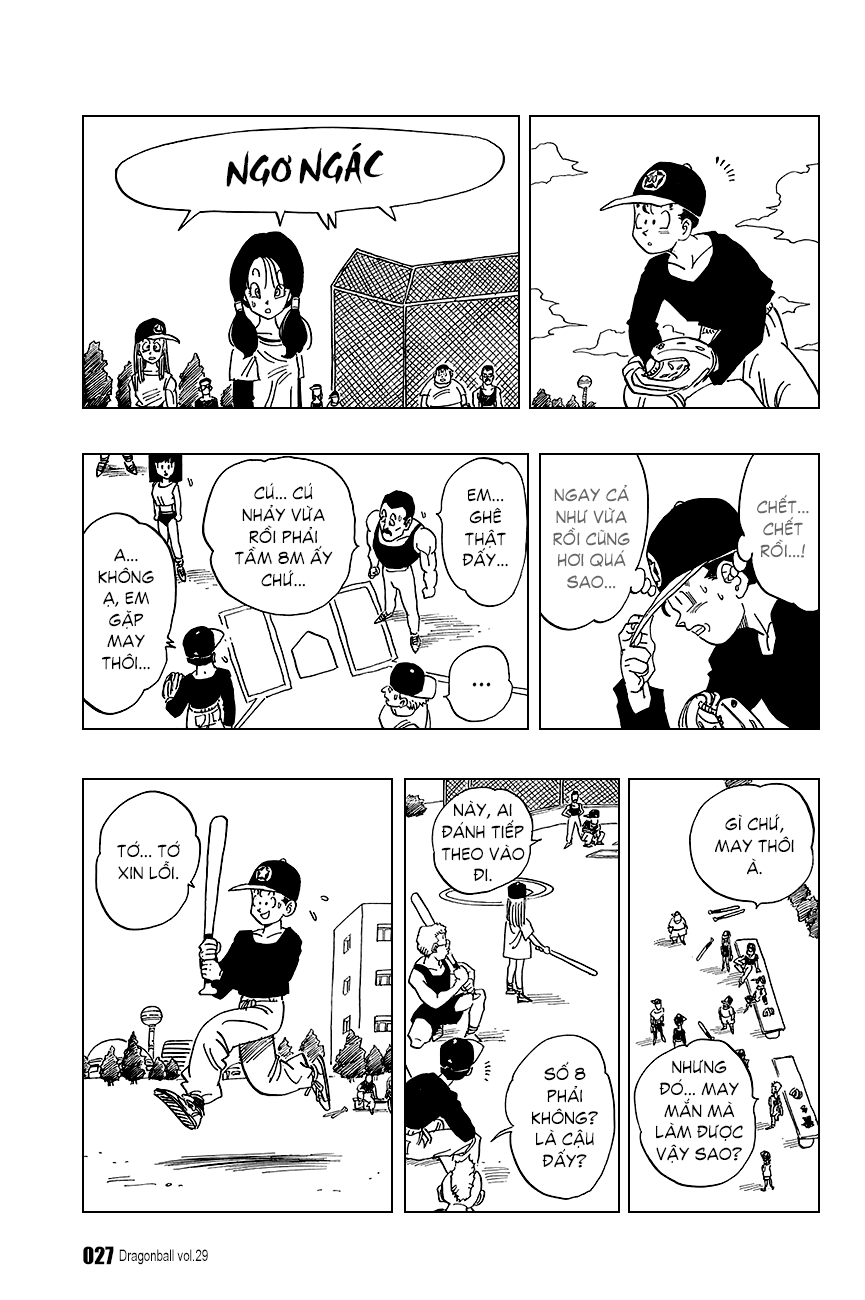 NGƠ NGÁC
CHẾT...
CHẾT
RỒI...!
NGAY CẢ
NHƯ VỪA
RỒI CŨNG
HƠI QUÁ
SAO...
EM...
GHÊ
THẬT
ĐẤY...
CÚ... CÚ
NHẢY VỪA
RỒI PHẢI
TẦM 8M ẤY
CHỨ...
A...
KHÔNG
Ạ, EM
GẶP
MAY
THÔI...
...
GÌ CHỨ,
MAY THÔI
À.
NHƯNG
ĐÓ... MAY
MẮN MÀ
LÀM ĐƯỢC
VẬY SAO?
NÀY, AI
ĐÁNH TIẾP
THEO VÀO
ĐI.
SỐ 8
PHẢI
KHÔNG?
LÀ CẬU
ĐẤY?
TỚ... TỚ
XIN LỖI.
027 Dragonball vol.29